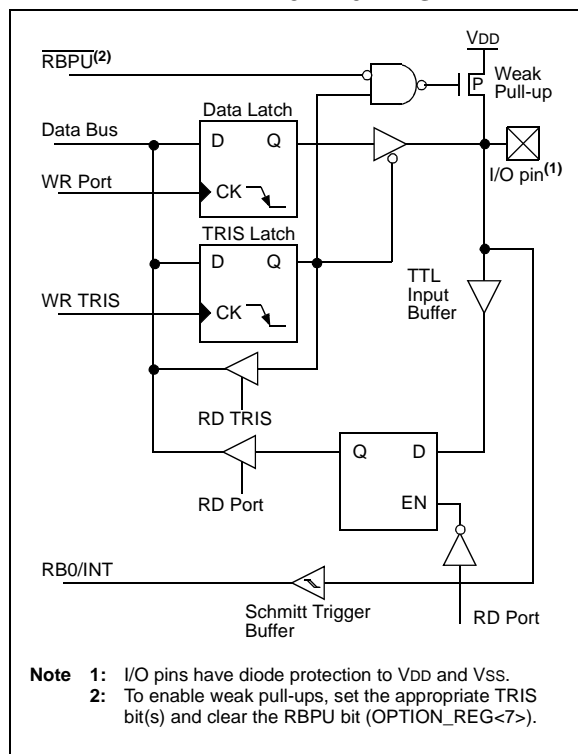 VDD
RBPU(2)
P
Weak
Pull-up
Data Latch
Data Bus
D Q
I/O pin(1)
WR Port
CK
TRIS Latch
D Q
TTL
Input
Buffer
WR TRIS
CK
RD TRIS
Q D
RD Port
EN
RB0/INT
Schmitt Trigger
Buffer
RD Port
Note 1: I/O pins have diode protection to VDD and VSS.
2: To enable weak pull-ups, set the appropriate TRIS
bit(s) and clear the RBPU bit (OPTION_REG<7>).